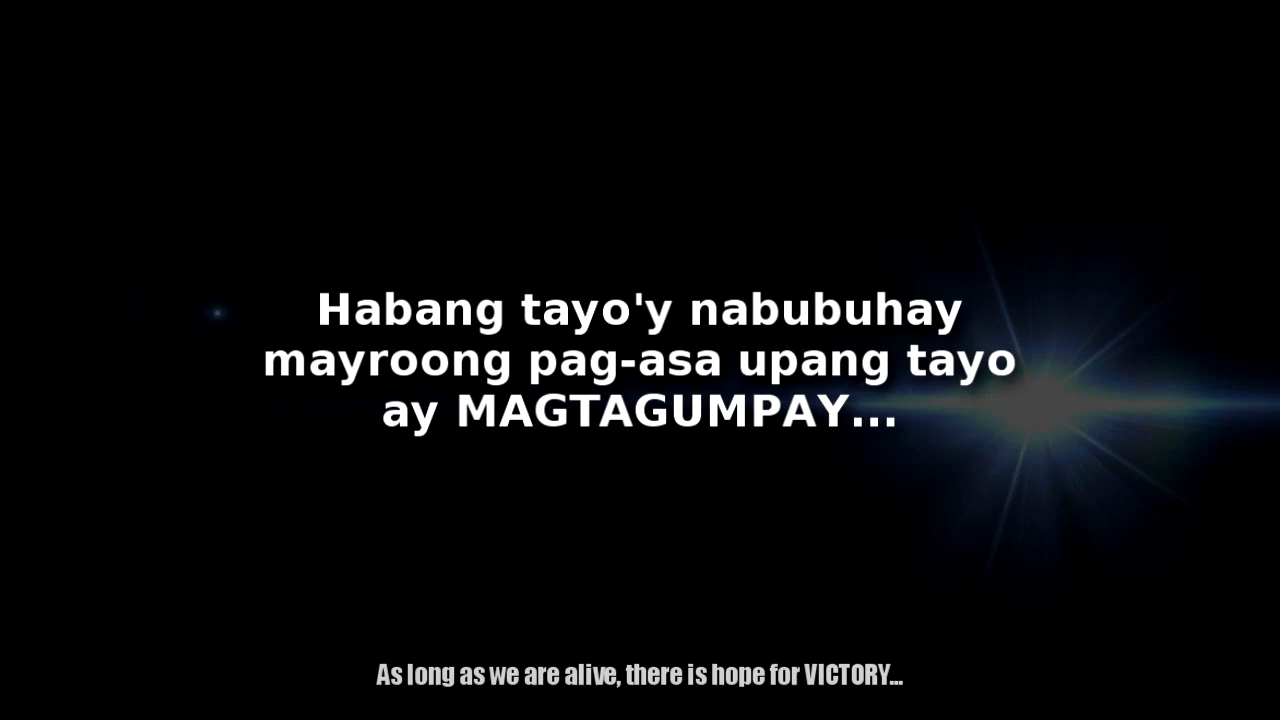 Habang tayo'y nabubuhay
mayroong pag-asa upang tayo
ay MAGTAGUMPAY...
As long as we are alive, there is hope for VICTORY...